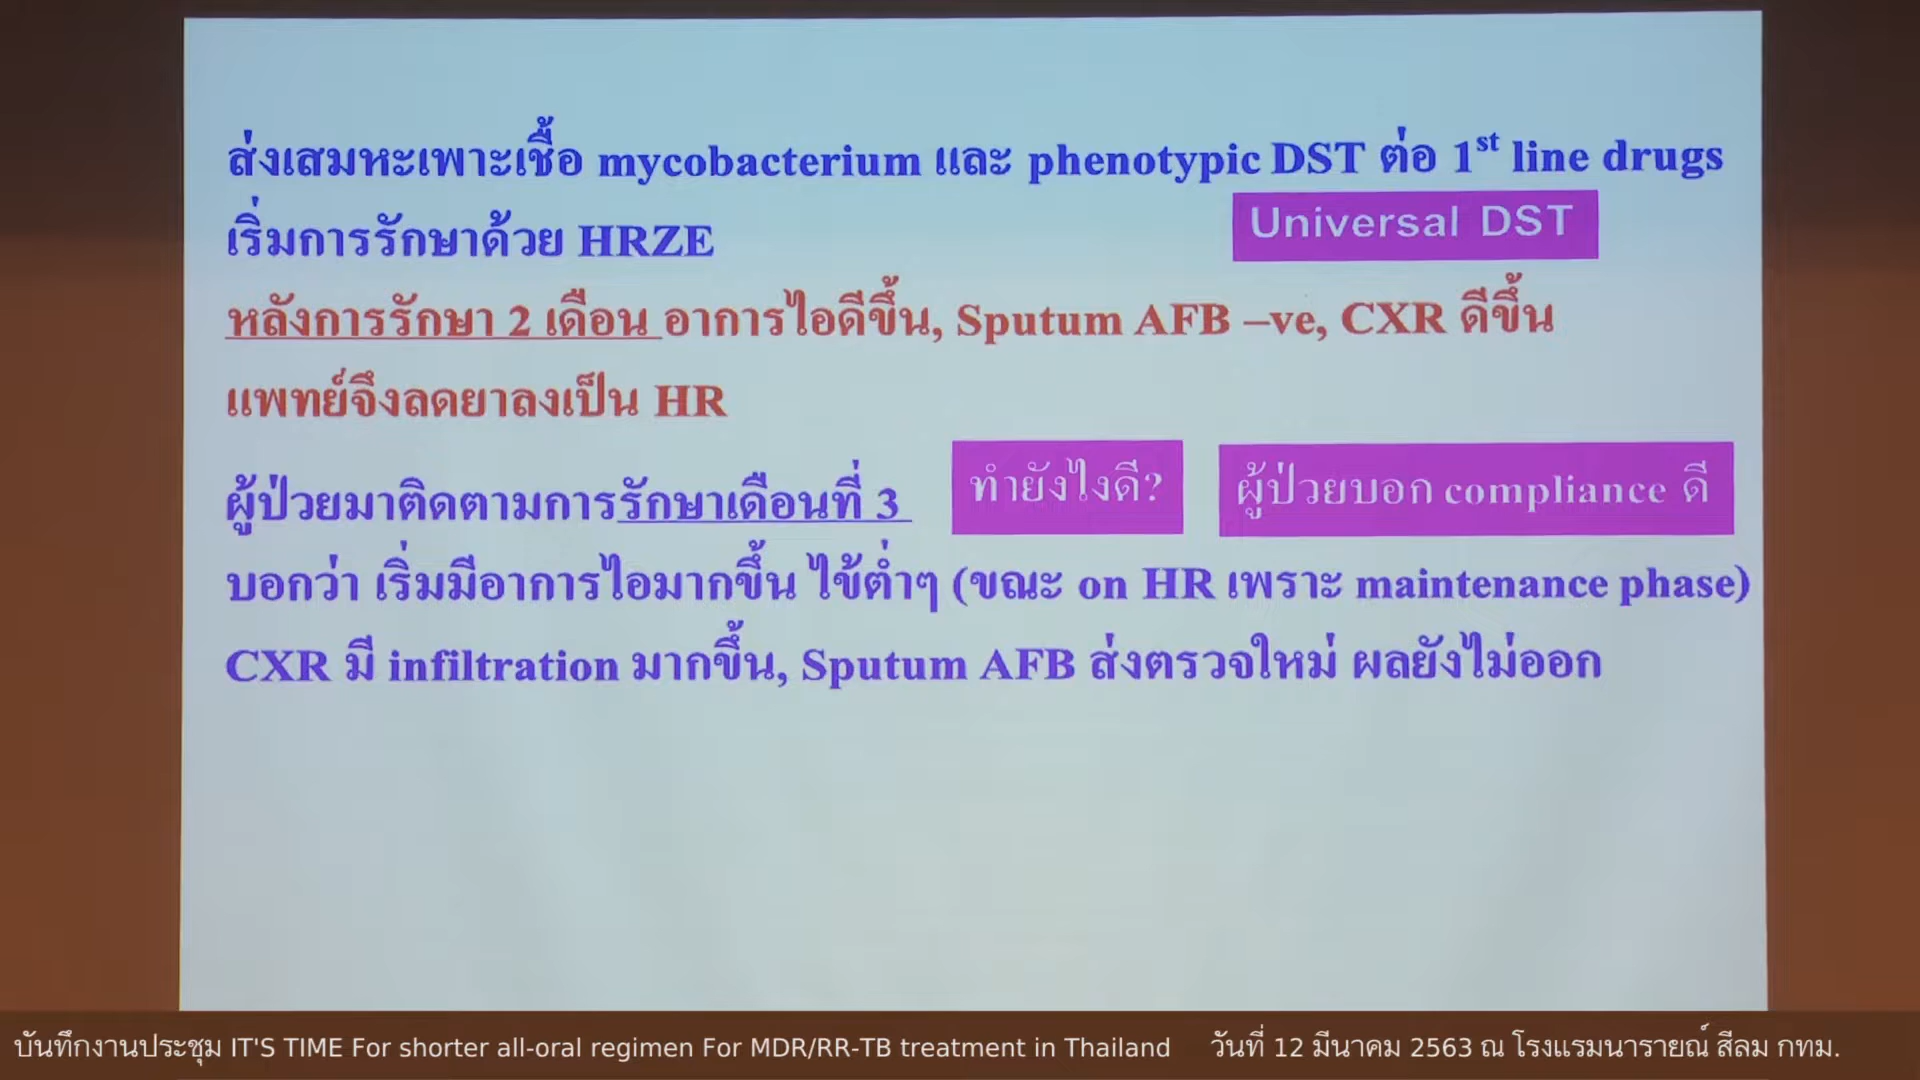 ส่งเสมหะเพาะเชื้อ mycobacterium และ phenotypic DST ต่อ 1st line drugs
Universal DST
เริ่มการรักษาด้วย HRZE
หลังการรักษา 2 เดือน อาการไอดีขึ้น, Sputum AFB –ve, CXR ดีขึ้น
แพทย์จึงลดยาลงเป็น HR
ผู้ป่วยมาติดตามการรักษาเดือนที่ 3 ทำยังไงดี? ผู้ป่วยบอก compliance ดี
บอกว่า เริ่มมีอาการไอมากขึ้น ไข้ต่ำๆ (ขณะ on HR เพราะ maintenance phase)
CXR มี infiltration มากขึ้น, Sputum AFB ส่งตรวจใหม่ ผลยังไม่ออก
บันทึกงานประชุม IT'S TIME For shorter all-oral regimen For MDR/RR-TB treatment in Thailand วันที่ 12 มีนาคม 2563 ณ โรงแรมนารายณ์ สีลม กทม.